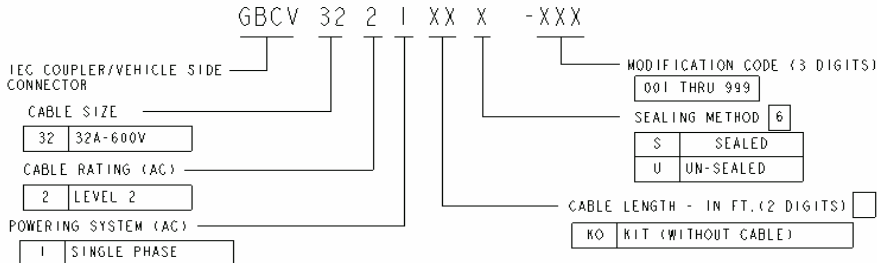 GBCV 32 2 1 XX X -XXX
IEC COUPLER/VEHICLE SIDE
CONNECTOR
CABLE SIZE
32 32A-600V
CABLE RATING (AC)
2 LEVEL 2
POWERING SYSTEM (AC)
1 SINGLE PHASE
MODIFICATION CODE (3 DIGITS)
001 THRU 999
SEALING METHOD 6
S SEALED
U UN-SEALED
CABLE LENGTH - IN FT.(2 DIGITS)
KO KIT (WITHOUT CABLE)